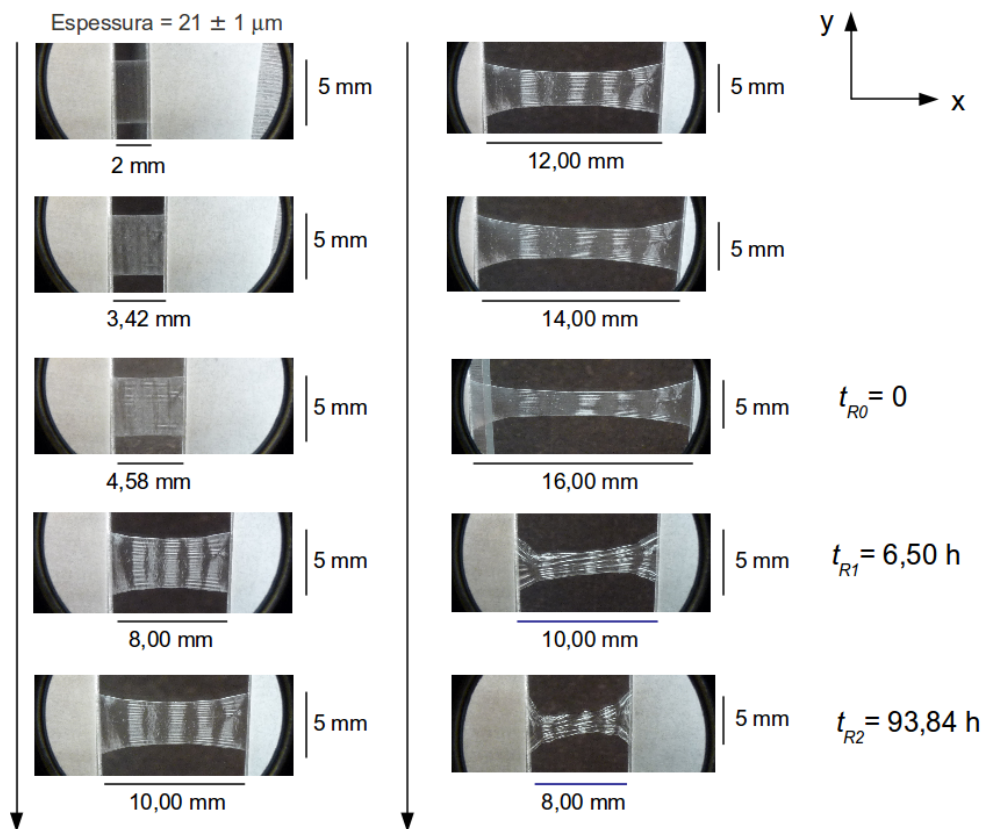 Espessura = 21 ± 1 μm
5 mm
2 mm
5 mm
3,42 mm
5 mm
4,58 mm
5 mm
8,00 mm
5 mm
10,00 mm
y
x
5 mm
12,00 mm
5 mm
14,00 mm
5 mm
t_R0 = 0
16,00 mm
5 mm
t_R1 = 6,50 h
10,00 mm
5 mm
t_R2 = 93,84 h
8,00 mm